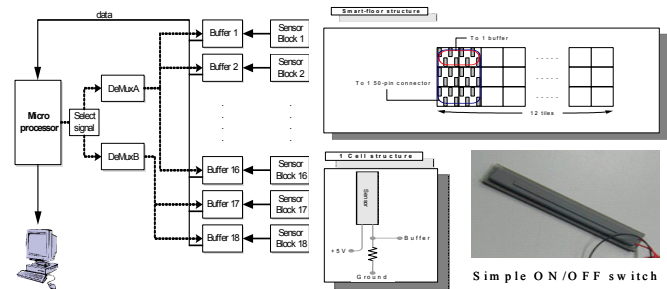 data
Buffer 1
Sensor
Block 1
Buffer 2
Sensor
Block 2
DeMuxA
Micro
processor
Select
signal
DeMuxB
Buffer 16
Sensor
Block 16
Buffer 17
Sensor
Block 17
Buffer 18
Sensor
Block 18
Smart-floor structure
To 1 buffer
To 1 50-pin connector
12 tiles
1 Cell structure
Sensor
Buffer
+5V
Ground
Simple ON/OFF switch